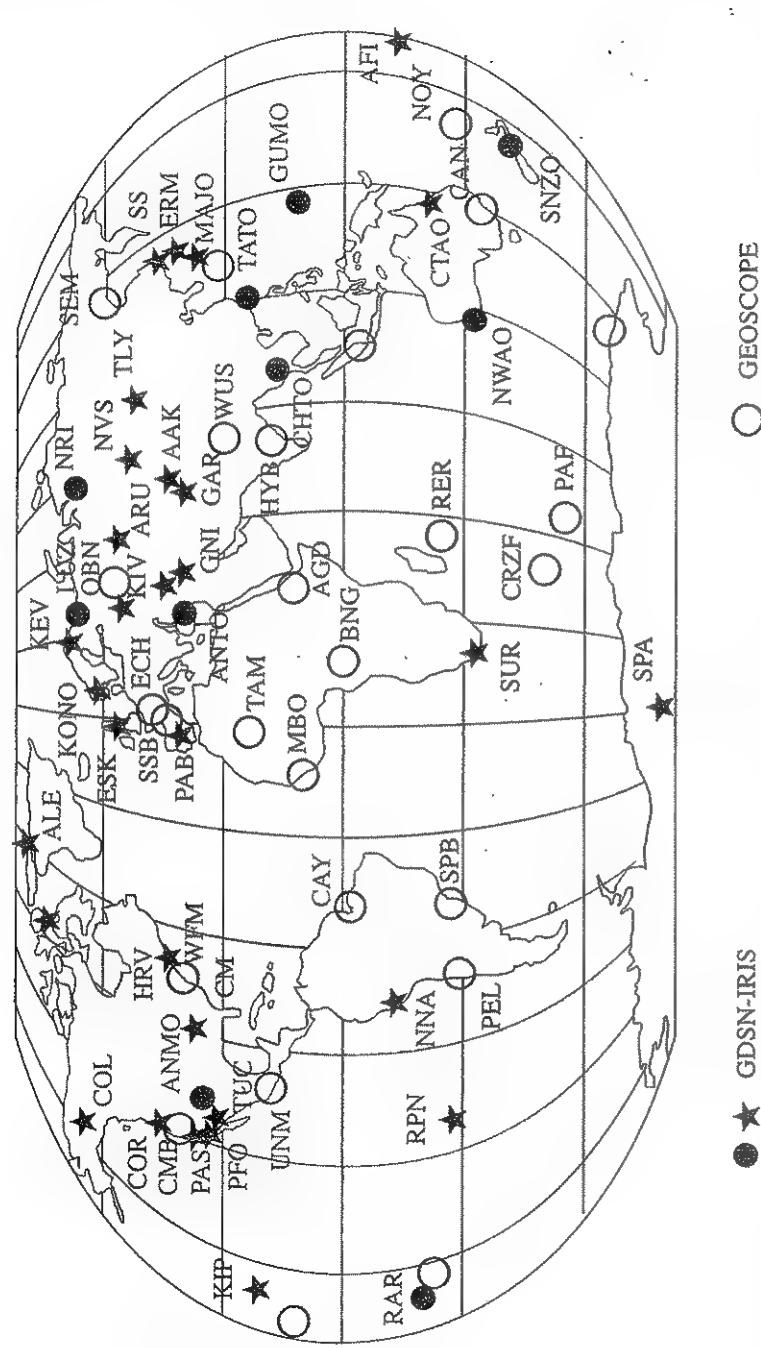 ALE
KEV
KONO
LUZ
OBN
NRI
SEM
NVS
TLY
SS
ERM
MAJO
COL
HRV
WFM
ESK
ECH
SSB
PAB
KIV
ARU
AAK
GNI
GAR
WUS
ANTO
COR
CMB
PAS
PFO
ANMO
TUC
CM
TATO
GUMO
KIP
UNM
TAM
MBO
BNG
AGD
HYB
CHTO
CAY
SPB
NNA
PEL
RPN
RAR
RER
CRZF
PAF
SUR
SPA
CTAO
NWAO
CAN
NOY
AFI
SNZO
GDSN-IRIS
GEOSCOPE